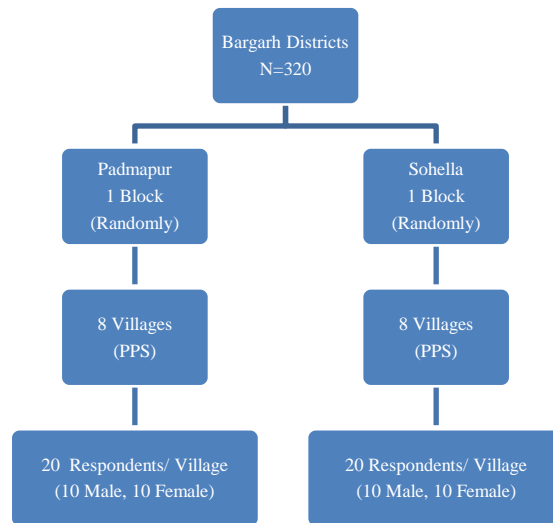 Bargarh Districts
N=320
Padmapur
1 Block
(Randomly)
Sohella
1 Block
(Randomly)
8 Villages
(PPS)
8 Villages
(PPS)
20 Respondents/ Village
(10 Male, 10 Female)
20 Respondents/ Village
(10 Male, 10 Female)